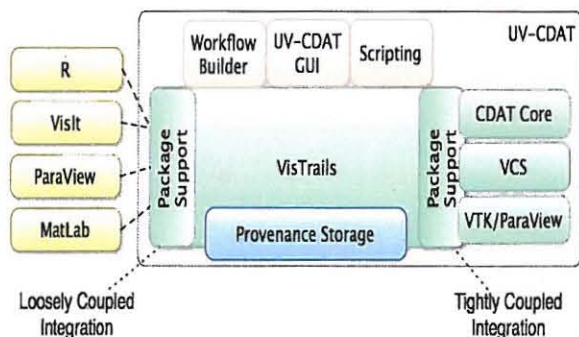 UV-CDAT
Workflow
Builder
UV-CDAT
GUI
Scripting
R
VisIt
ParaView
MatLab
Package
Support
VisTrails
Provenance Storage
Package
Support
CDAT Core
VCS
VTK/ParaView
Loosely Coupled
Integration
Tightly Coupled
Integration